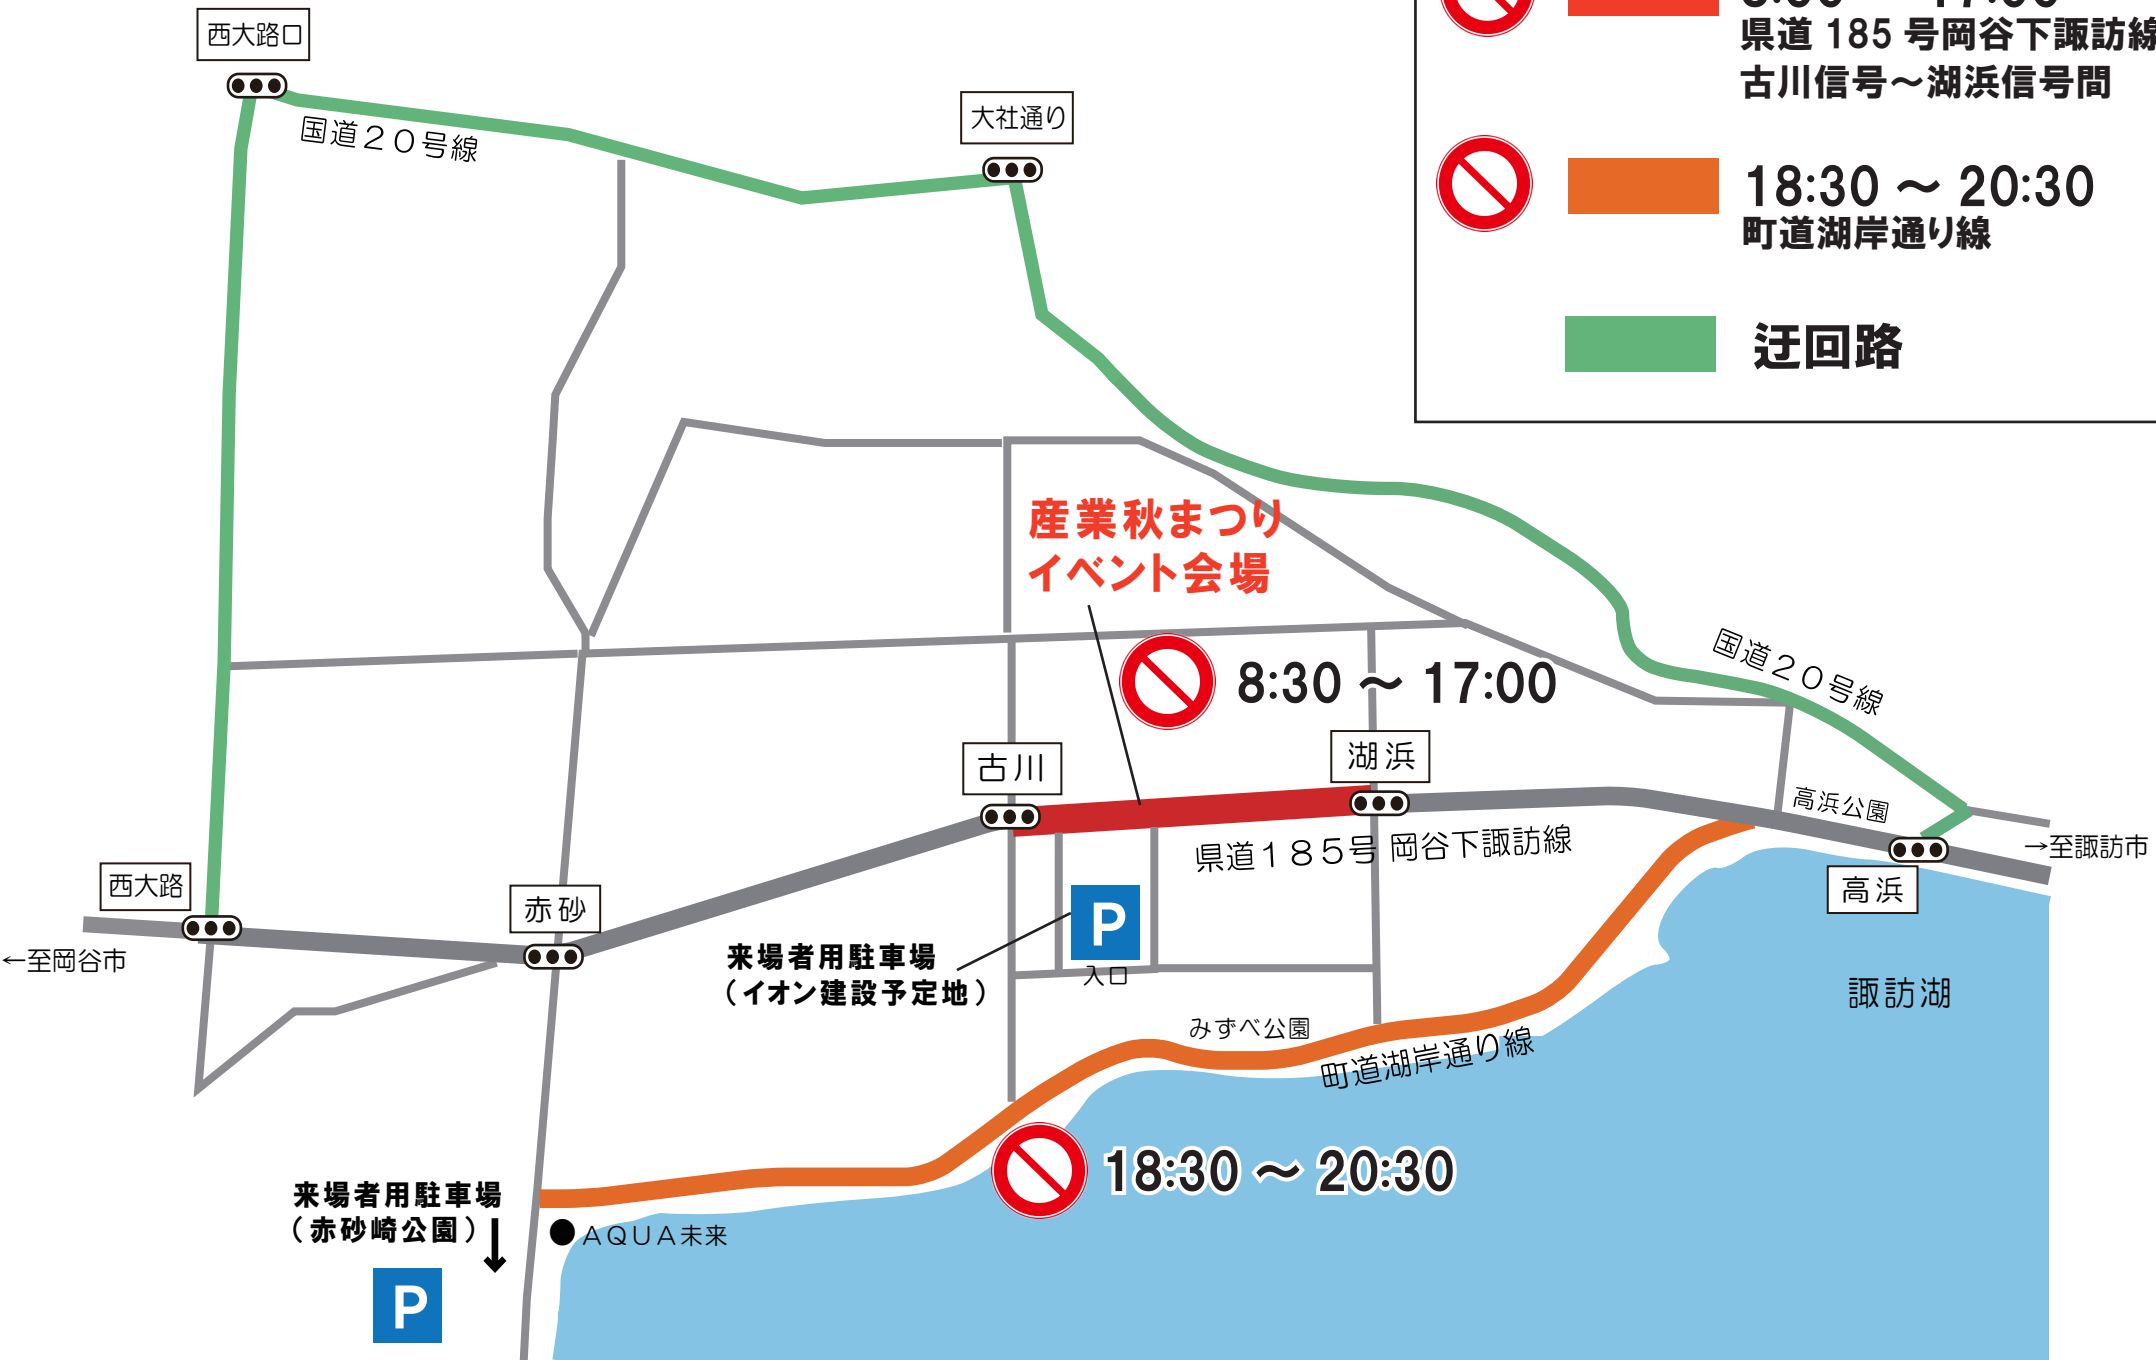 西大路口
8:30 ～ 17:00
県道 185 号岡谷下諏訪線
古川信号～湖浜信号間
大社通り
国道２０号線
18:30 ～ 20:30
町道湖岸通り線
迂回路
産業秋まつり
イベント会場
国道２０号線
8:30 ～ 17:00
古川
湖浜
高浜公園
県道１８５号 岡谷下諏訪線
→至諏訪市
西大路
赤砂
高浜
P
来場者用駐車場
（イオン建設予定地）
入口
←至岡谷市
諏訪湖
みずべ公園
町道湖岸通り線
18:30 ～ 20:30
来場者用駐車場
（赤砂崎公園）
AQUA未来
P